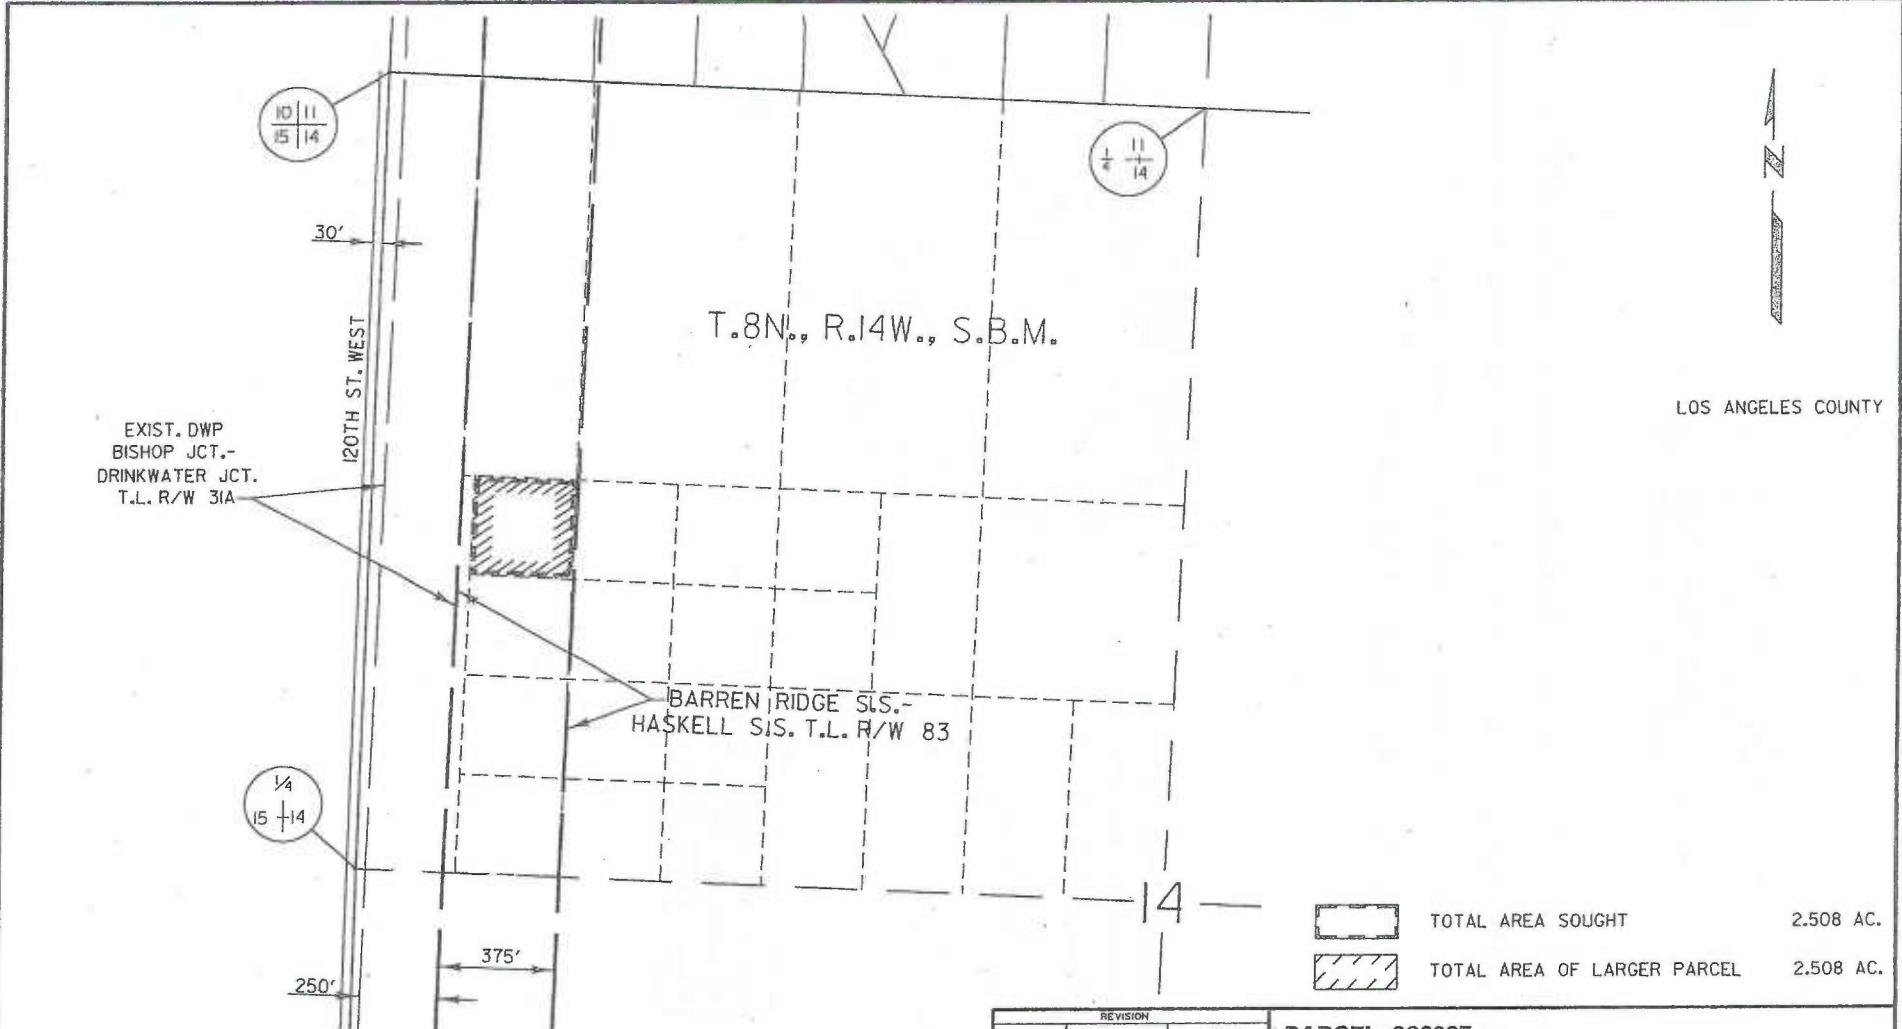 10 11
15 14
1/4 11
14
30'
120TH ST. WEST
T.8N., R.14W., S.B.M.
LOS ANGELES COUNTY
EXIST. DWP
BISHOP JCT.-
DRINKWATER JCT.
T.L. R/W 31A
BARREN RIDGE S.S.-
HASKELL S.S. T.L. R/W 83
1/4
15 14
14
375'
250'
TOTAL AREA SOUGHT 2.508 AC.
TOTAL AREA OF LARGER PARCEL 2.508 AC.
REVISION
N